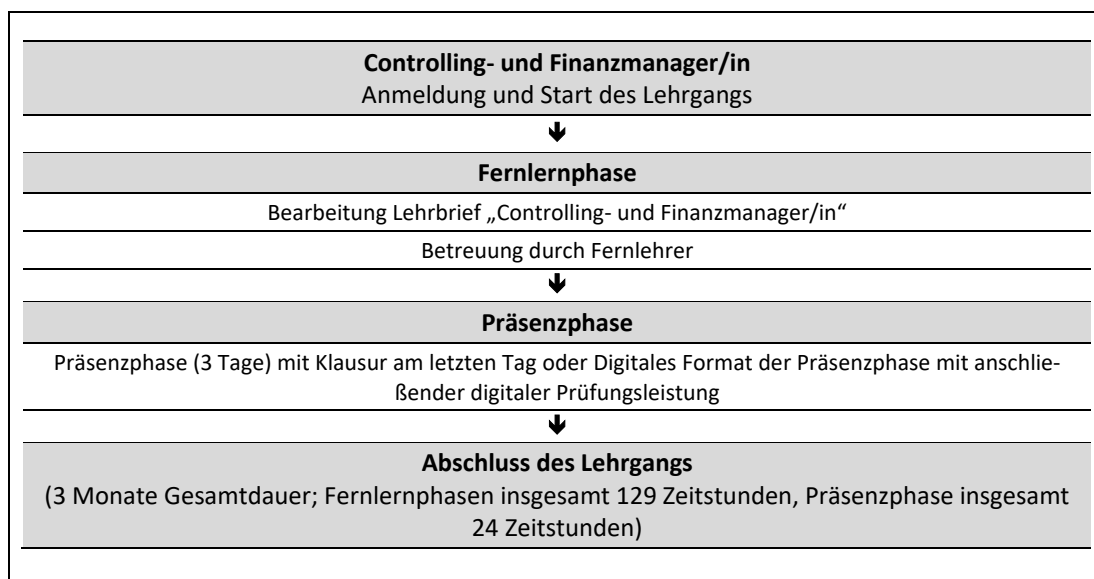 Controlling- und Finanzmanager/in
Anmeldung und Start des Lehrgangs
Fernlernphase
Bearbeitung Lehrbrief „Controlling- und Finanzmanager/in“
Betreuung durch Fernlehrer
Präsenzphase
Präsenzphase (3 Tage) mit Klausur am letzten Tag oder Digitales Format der Präsenzphase mit anschlie-
ßender digitaler Prüfungsleistung
Abschluss des Lehrgangs
(3 Monate Gesamtdauer; Fernlernphasen insgesamt 129 Zeitstunden, Präsenzphase insgesamt
24 Zeitstunden)